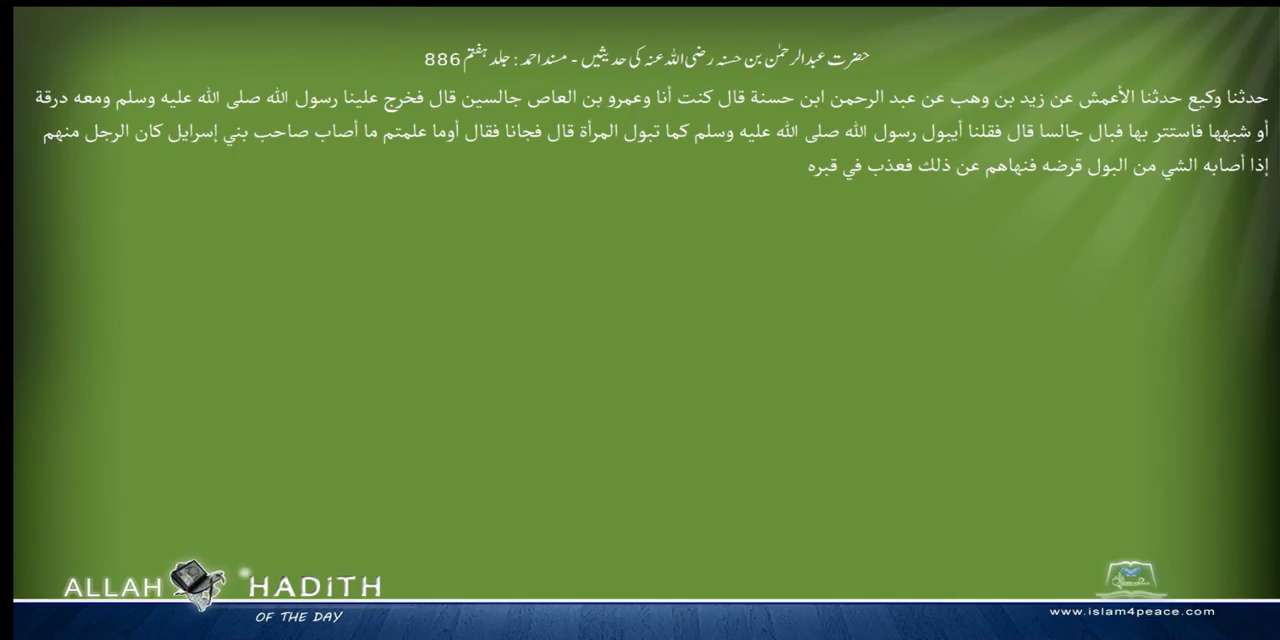 حضرت عبدالرحمٰن بن حسنہ رضی اللہ عنہ کی حدیثیں - مسند احمد : جلد ہفتم 886
حدثنا وكيع حدثنا الأعمش عن زيد بن وهب عن عبد الرحمن ابن حسنة قال كنت أنا وعمرو بن العاص جالسين قال فخرج علينا رسول الله صلى الله عليه وسلم ومعه درقة
أو شبهها فاستتر بها فبال جالسا قال فقلنا أيبول رسول الله صلى الله عليه وسلم كما تبول المرأة قال فجانا فقال أوما علمتم ما أصاب صاحب بني إسرايل كان الرجل منهم
إذا أصابه الشي من البول قرضه فنهاهم عن ذلك فعذب في قبره
ALLAH HADITH
OF THE DAY
www.islam4peace.com